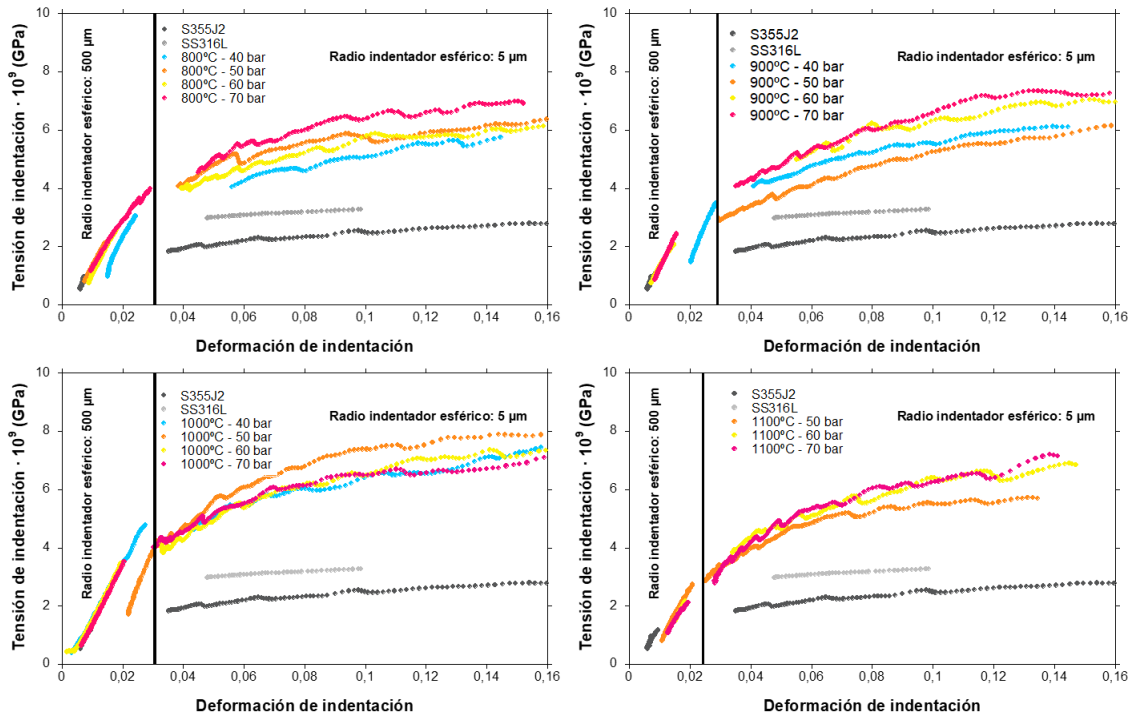 Tensión de indentación · 10⁹ (GPa)
10
8
6
4
2
0
Radio indentador esférico: 500 µm
S355J2
SS316L
800ºC - 40 bar
800ºC - 50 bar
800ºC - 60 bar
800ºC - 70 bar
Radio indentador esférico: 5 µm
0 0,02 0,04 0,06 0,08 0,1 0,12 0,14 0,16
Deformación de indentación
Tensión de indentación · 10⁹ (GPa)
10
8
6
4
2
0
Radio indentador esférico: 500 µm
S355J2
SS316L
900ºC - 40 bar
900ºC - 50 bar
900ºC - 60 bar
900ºC - 70 bar
Radio indentador esférico: 5 µm
0 0,02 0,04 0,06 0,08 0,1 0,12 0,14 0,16
Deformación de indentación
Tensión de indentación · 10⁹ (GPa)
10
8
6
4
2
0
Radio indentador esférico: 500 µm
S355J2
SS316L
1000ºC - 40 bar
1000ºC - 50 bar
1000ºC - 60 bar
1000ºC - 70 bar
Radio indentador esférico: 5 µm
0 0,02 0,04 0,06 0,08 0,1 0,12 0,14 0,16
Deformación de indentación
Tensión de indentación · 10⁹ (GPa)
10
8
6
4
2
0
Radio indentador esférico: 500 µm
S355J2
SS316L
1100ºC - 50 bar
1100ºC - 60 bar
1100ºC - 70 bar
Radio indentador esférico: 5 µm
0 0,02 0,04 0,06 0,08 0,1 0,12 0,14 0,16
Deformación de indentación